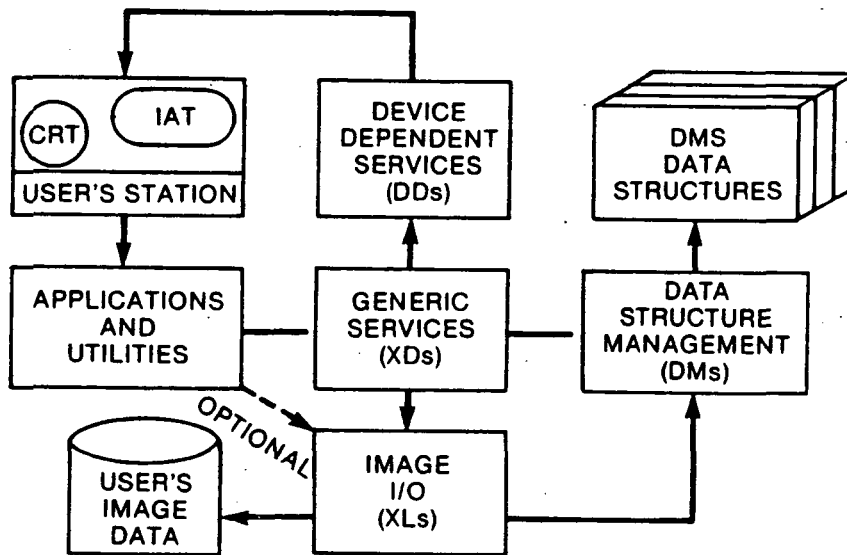 CRT
IAT
USER'S STATION
DEVICE
DEPENDENT
SERVICES
(DDs)
DMS
DATA
STRUCTURES
APPLICATIONS
AND
UTILITIES
GENERIC
SERVICES
(XDs)
DATA
STRUCTURE
MANAGEMENT
(DMs)
OPTIONAL
USER'S
IMAGE
DATA
IMAGE
I/O
(XLs)